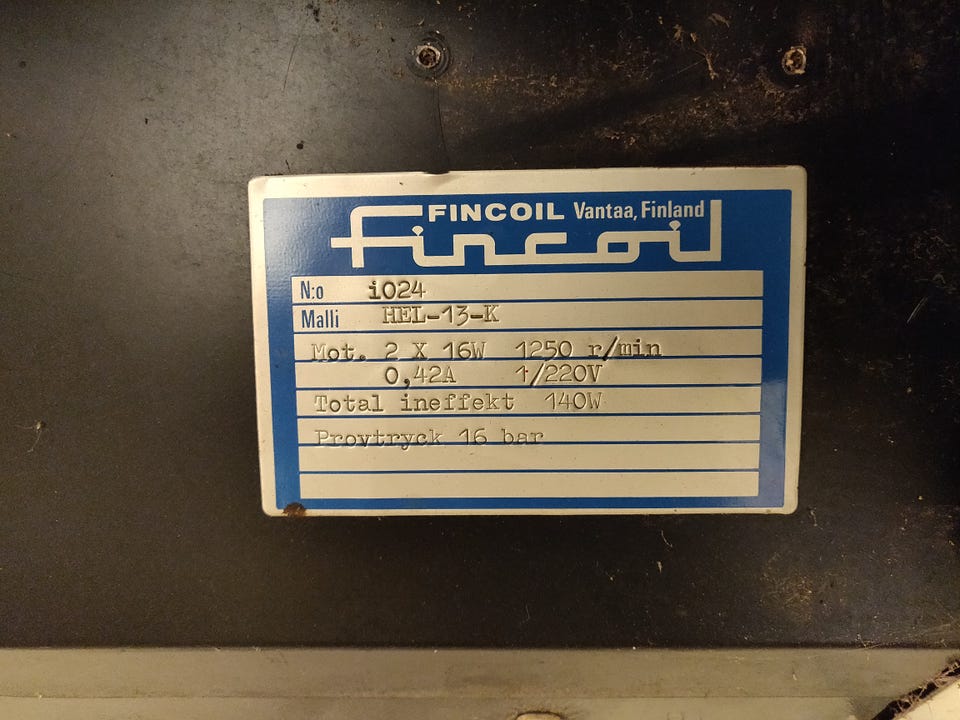 FINCOIL Vantaa, Finland
fincoil
N:o i024
Malli HEL-13-K
Mot. 2 X 16W 1250 r/min
0,42A 1/220V
Total ineffekt 140W
Provtryck 16 bar